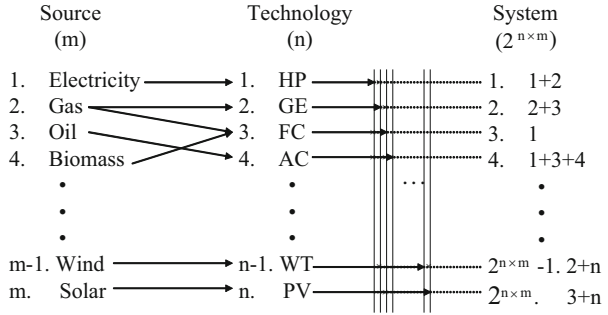 Source Technology System
(m) (n) (2 n×m)
1. Electricity 1. HP 1. 1+2
2. Gas 2. GE 2. 2+3
3. Oil 3. FC 3. 1
4. Biomass 4. AC 4. 1+3+4
...
m-1. Wind n-1. WT 2n×m -1. 2+n
m. Solar n. PV 2n×m. 3+n